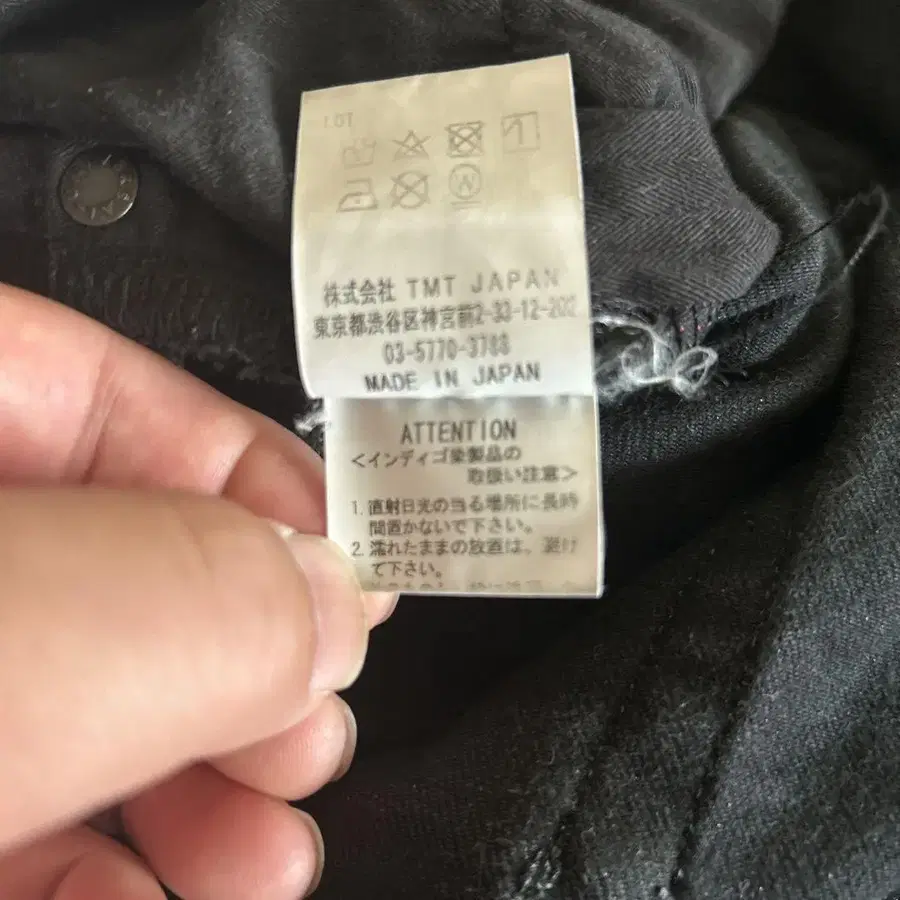 株式会社 TMT JAPAN
東京都渋谷区神宮前2-33-12-202
03-5770-3788
MADE IN JAPAN
ATTENTION
<インディゴ染製品の
取扱い注意>
1. 直射日光の当る場所に長時
間置かないで下さい。
2. 濡れたままの放置は、避け
て下さい。